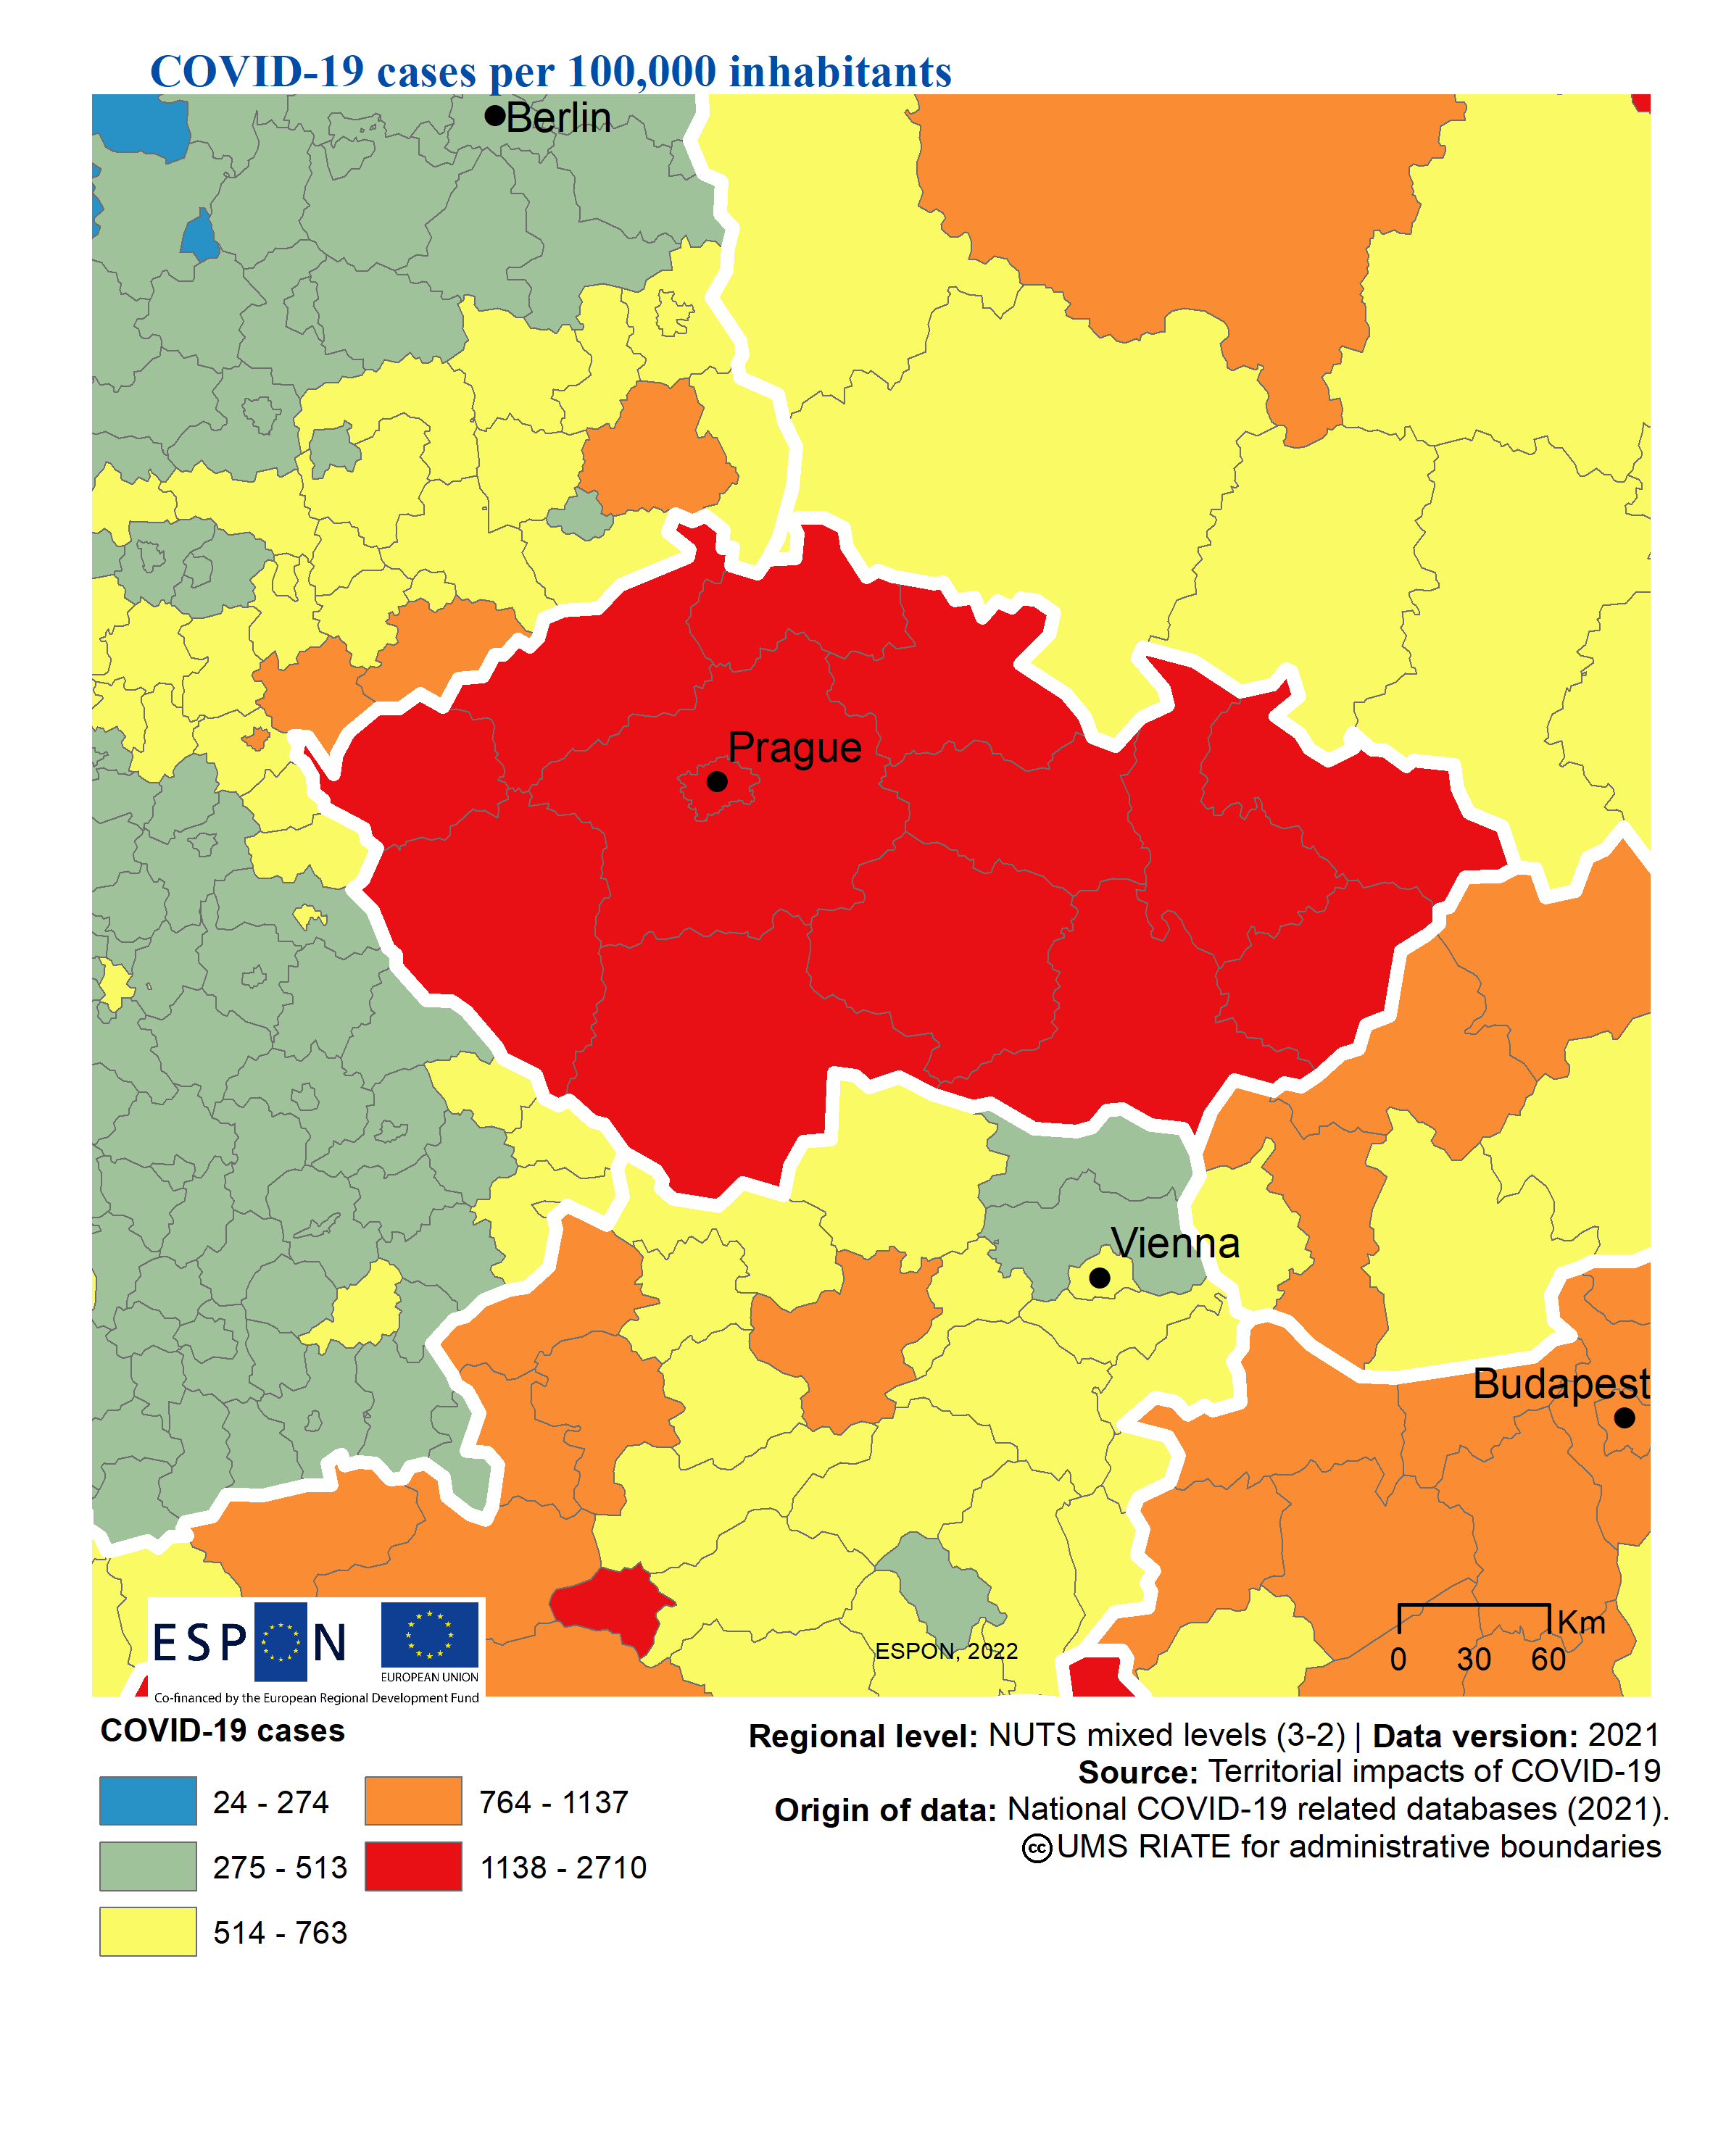 COVID-19 cases per 100,000 inhabitants
Berlin
Prague
Vienna
Budapest
Km
0 30 60
ESPON, 2022
ESPON
EUROPEAN UNION
Co-financed by the European Regional Development Fund
COVID-19 cases
24 - 274
275 - 513
514 - 763
764 - 1137
1138 - 2710
Regional level: NUTS mixed levels (3-2) | Data version: 2021
Source: Territorial impacts of COVID-19
Origin of data: National COVID-19 related databases (2021).
cc UMS RIATE for administrative boundaries